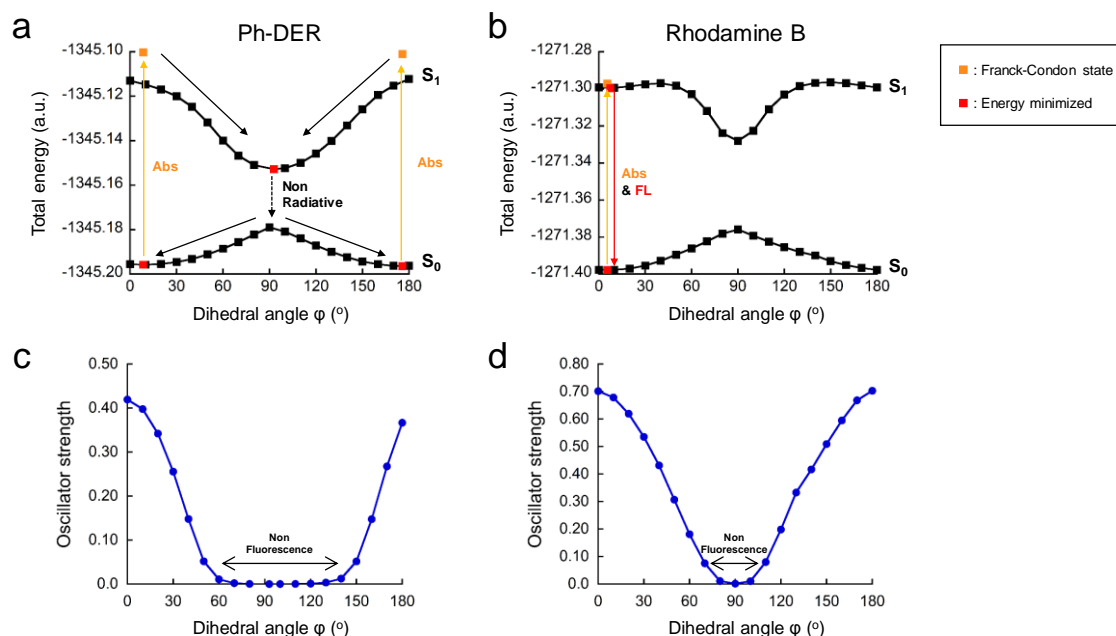 a
Ph-DER
-1345.10
-1345.12
-1345.14
-1345.16
-1345.18
-1345.20
Total energy (a.u.)
S1
Abs
Abs
Non
Radiative
S0
0 30 60 90 120 150 180
Dihedral angle φ (o)
b
Rhodamine B
-1271.28
-1271.30
-1271.32
-1271.34
-1271.36
-1271.38
-1271.40
Total energy (a.u.)
S1
Abs
& FL
S0
0 30 60 90 120 150 180
Dihedral angle φ (o)
: Franck-Condon state
: Energy minimized
c
0.50
0.40
0.30
0.20
0.10
0.0
Oscillator strength
Non
Fluorescence
0 30 60 90 120 150 180
Dihedral angle φ (o)
d
0.80
0.70
0.60
0.50
0.40
0.30
0.20
0.10
0.0
Oscillator strength
Non
Fluorescence
0 30 60 90 120 150 180
Dihedral angle φ (o)